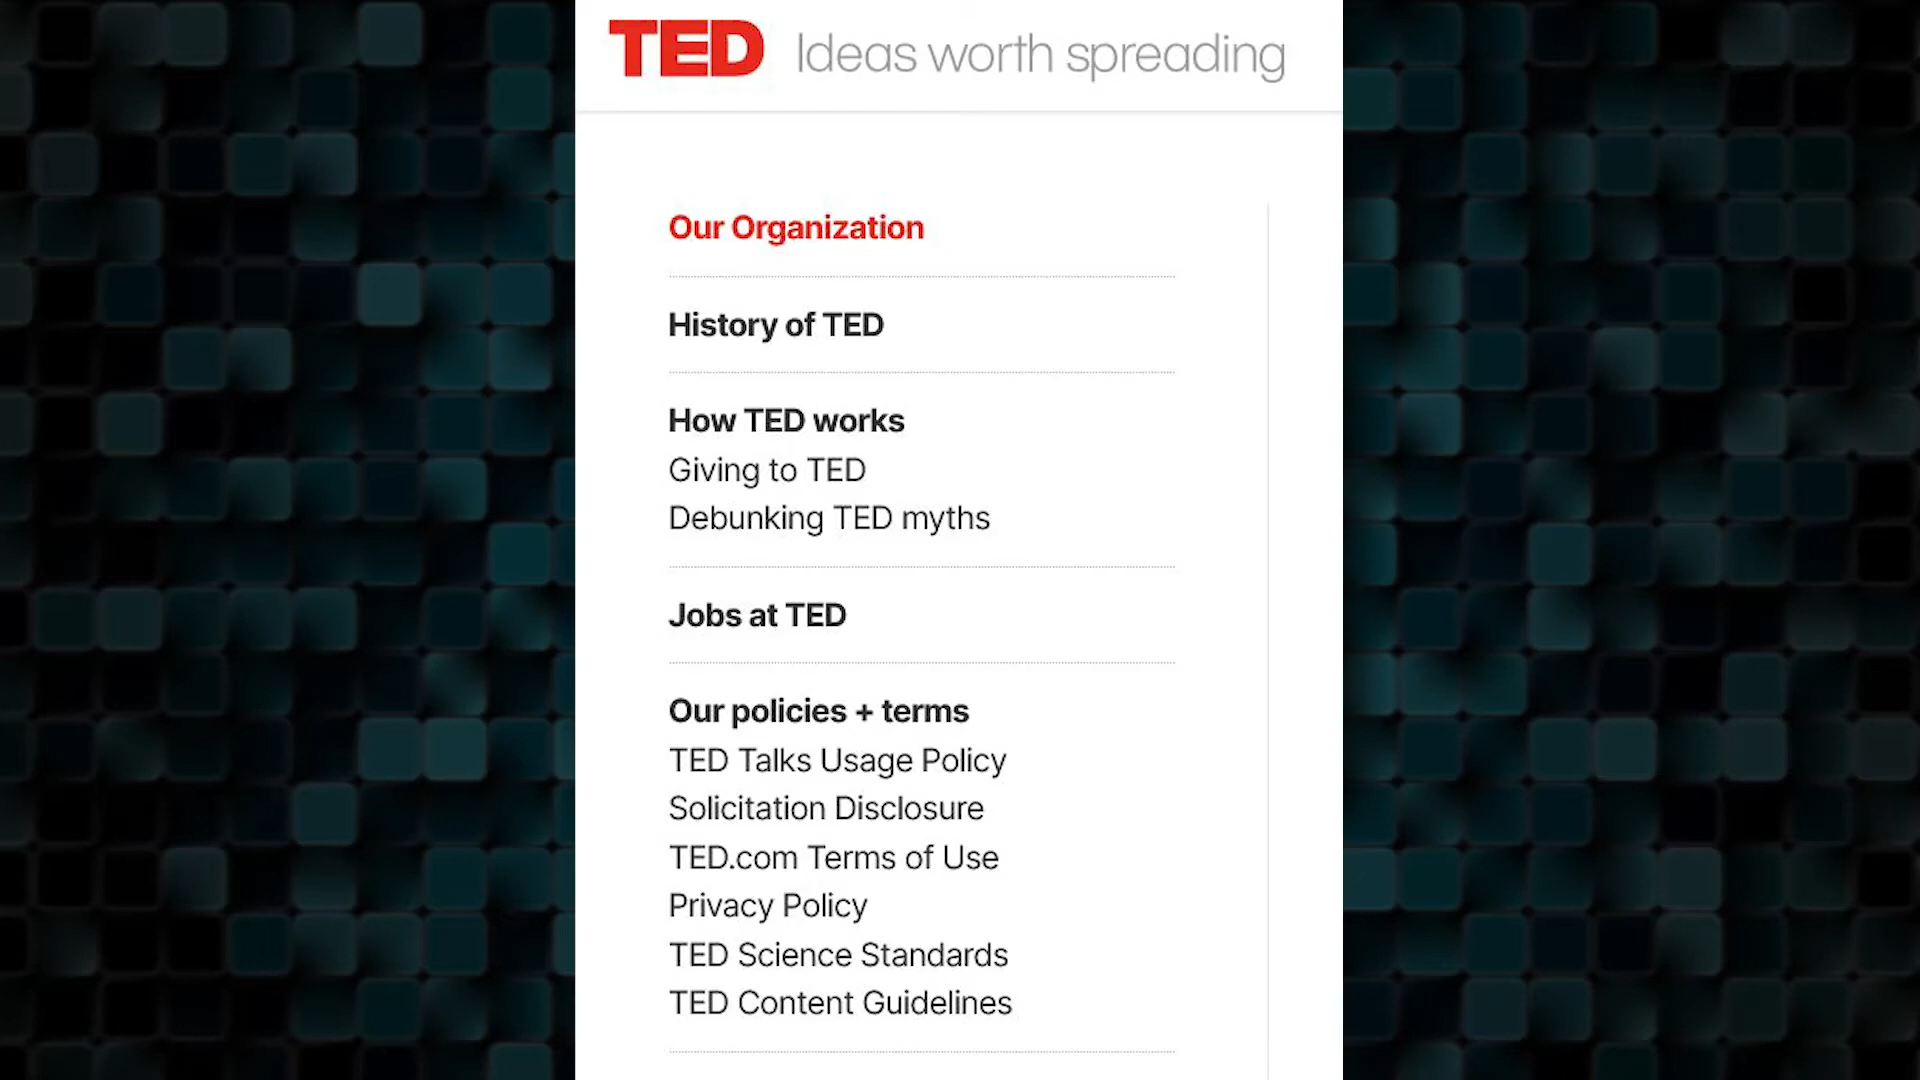 TED Ideas worth spreading
Our Organization
History of TED
How TED works
Giving to TED
Debunking TED myths
Jobs at TED
Our policies + terms
TED Talks Usage Policy
Solicitation Disclosure
TED.com Terms of Use
Privacy Policy
TED Science Standards
TED Content Guidelines